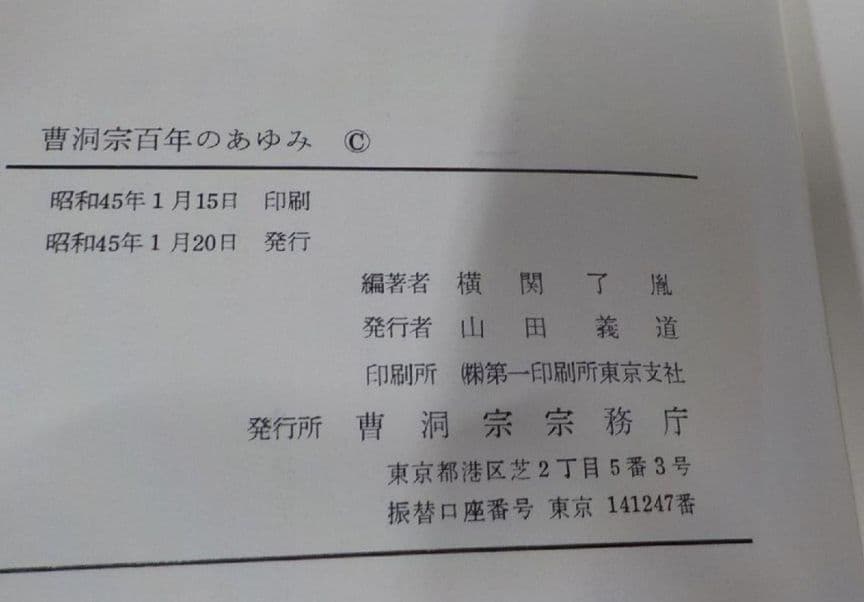 曹洞宗百年のあゆみ ©
昭和45年1月15日 印刷
昭和45年1月20日 発行
編著者 横関了胤
発行者 山田義道
印刷所 ㈱第一印刷所東京支社
発行所 曹洞宗宗務庁
東京都港区芝2丁目5番3号
振替口座番号 東京 141247番